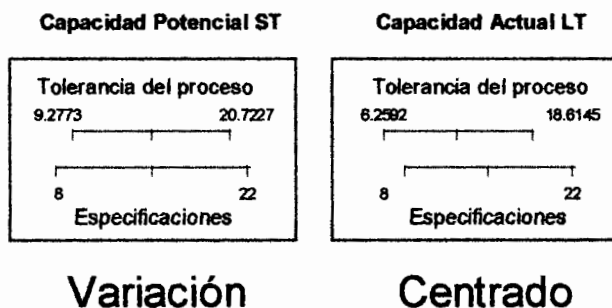 Capacidad Potencial ST
Tolerancia del proceso
9.2773 20.7227
8 22
Especificaciones
Variación
Capacidad Actual LT
Tolerancia del proceso
6.2592 18.6145
8 22
Especificaciones
Centrado